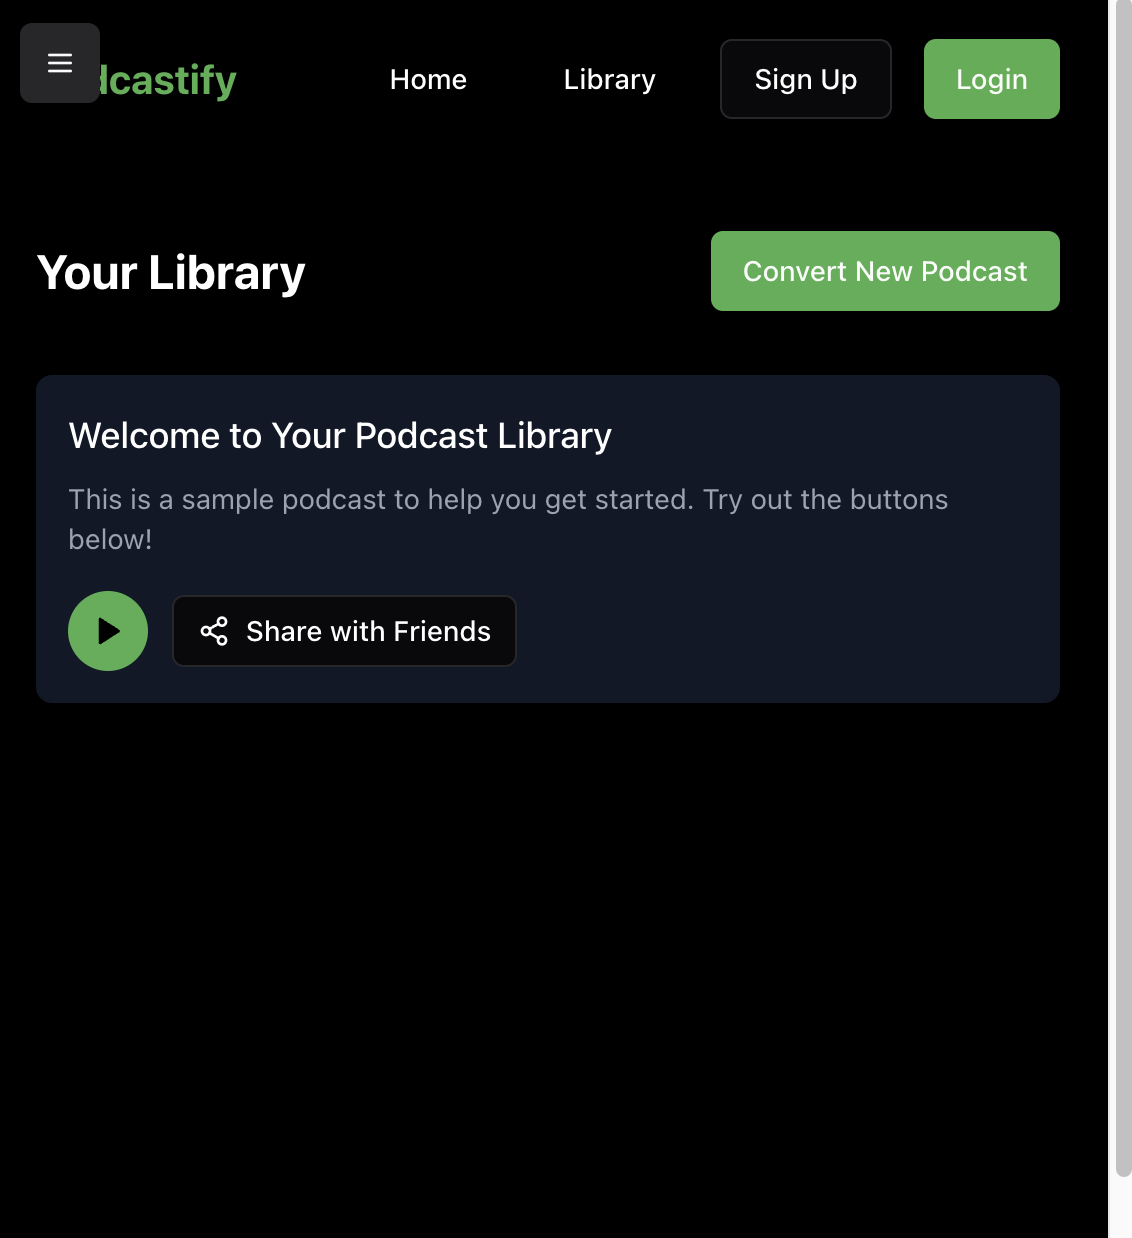 dcastify
Home
Library
Sign Up
Login
Your Library
Convert New Podcast
Welcome to Your Podcast Library
This is a sample podcast to help you get started. Try out the buttons
below!
Share with Friends